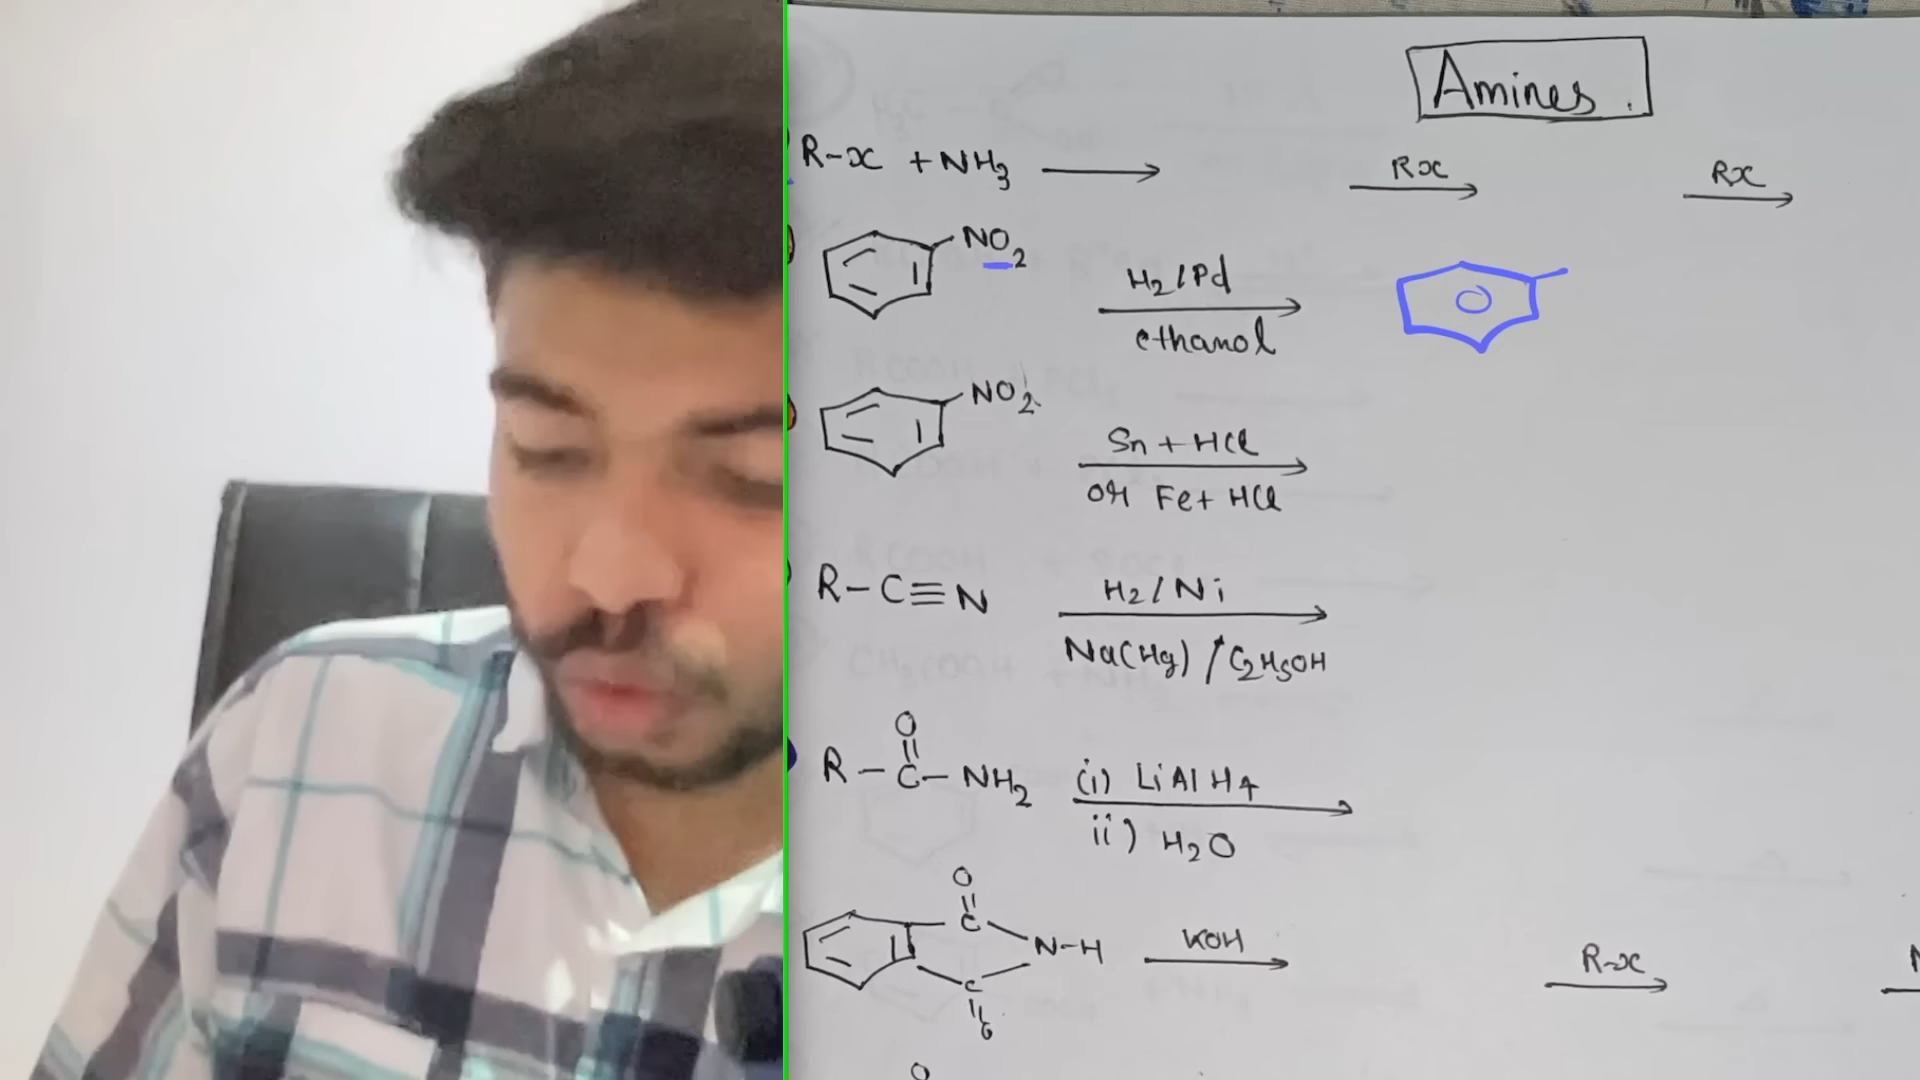 Amines.
R-x + NH3 → Rx → Rx →
NO2 H2/Pd → ethanol
NO2 Sn + HCl → or Fe + HCl
R-C≡N H2/Ni → Na(Hg)/C2H5OH
O
R-C-NH2 (i) LiAlH4 → ii) H2O
O
C
N-H KOH → R-x →
C
O
O